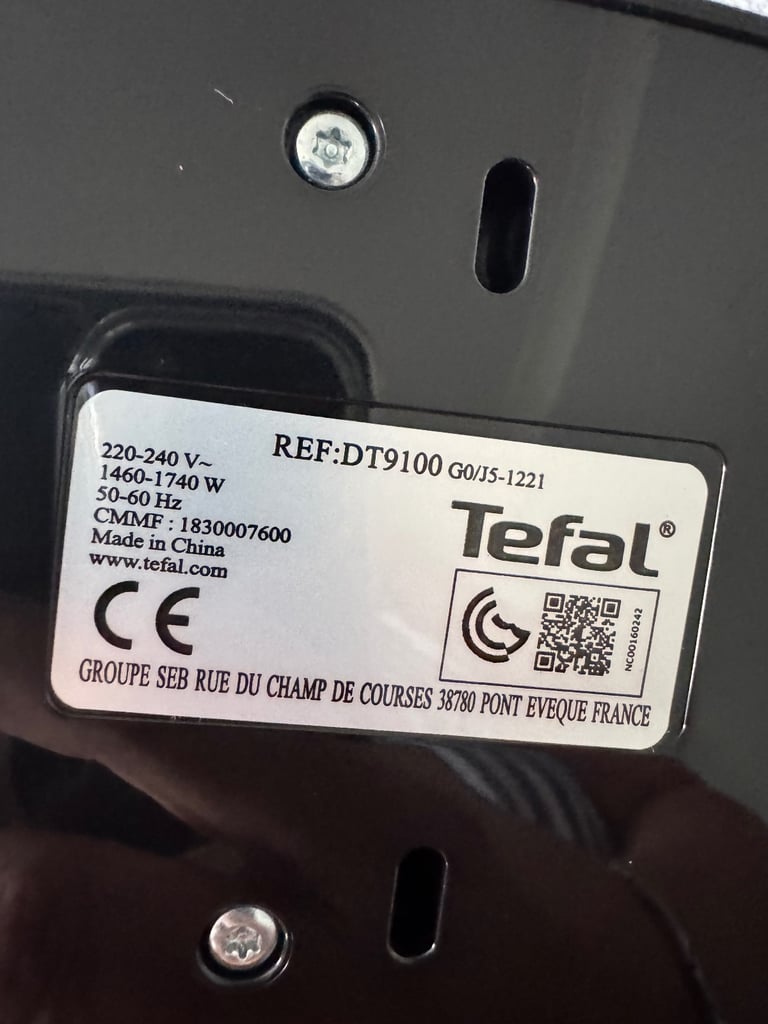 REF:DT9100 G0/J5-1221
220-240 V~
1460-1740 W
50-60 Hz
CMMF : 1830007600
Made in China
www.tefal.com
CE
Tefal®
NC00160242
GROUPE SEB RUE DU CHAMP DE COURSES 38780 PONT EVEQUE FRANCE